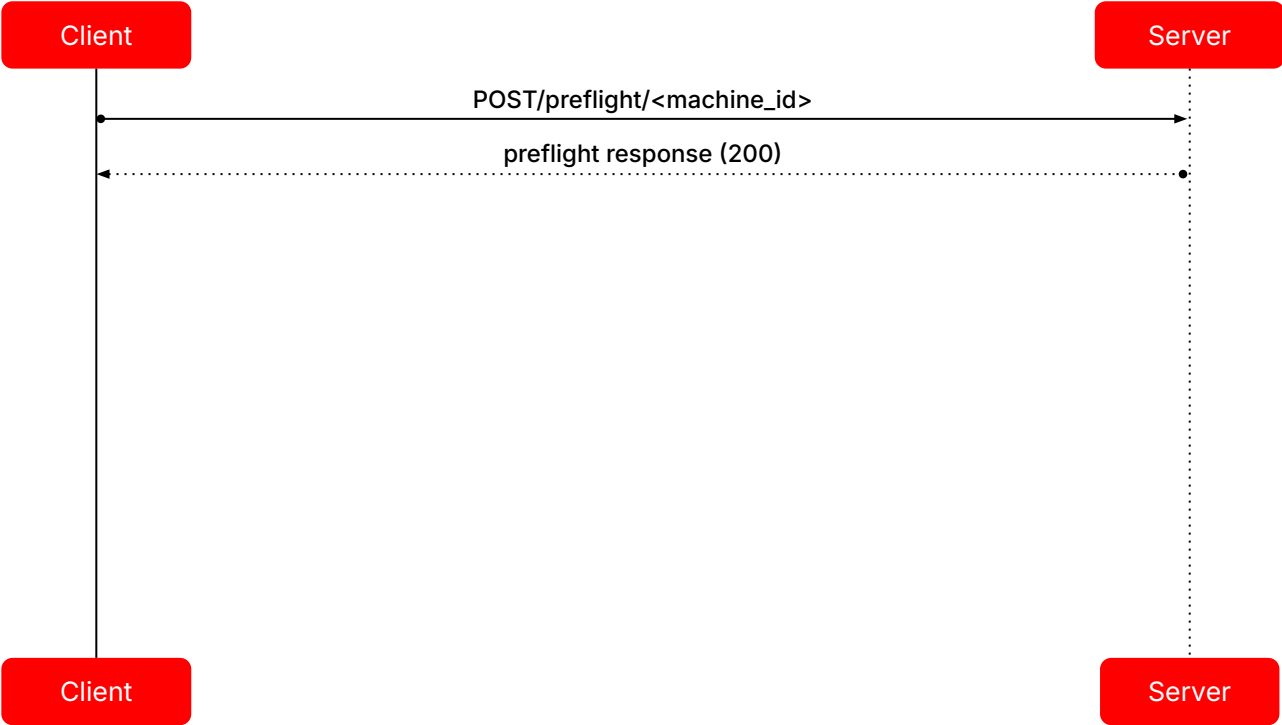 Client
Server
POST/preflight/<machine_id>
preflight response (200)
Client
Server